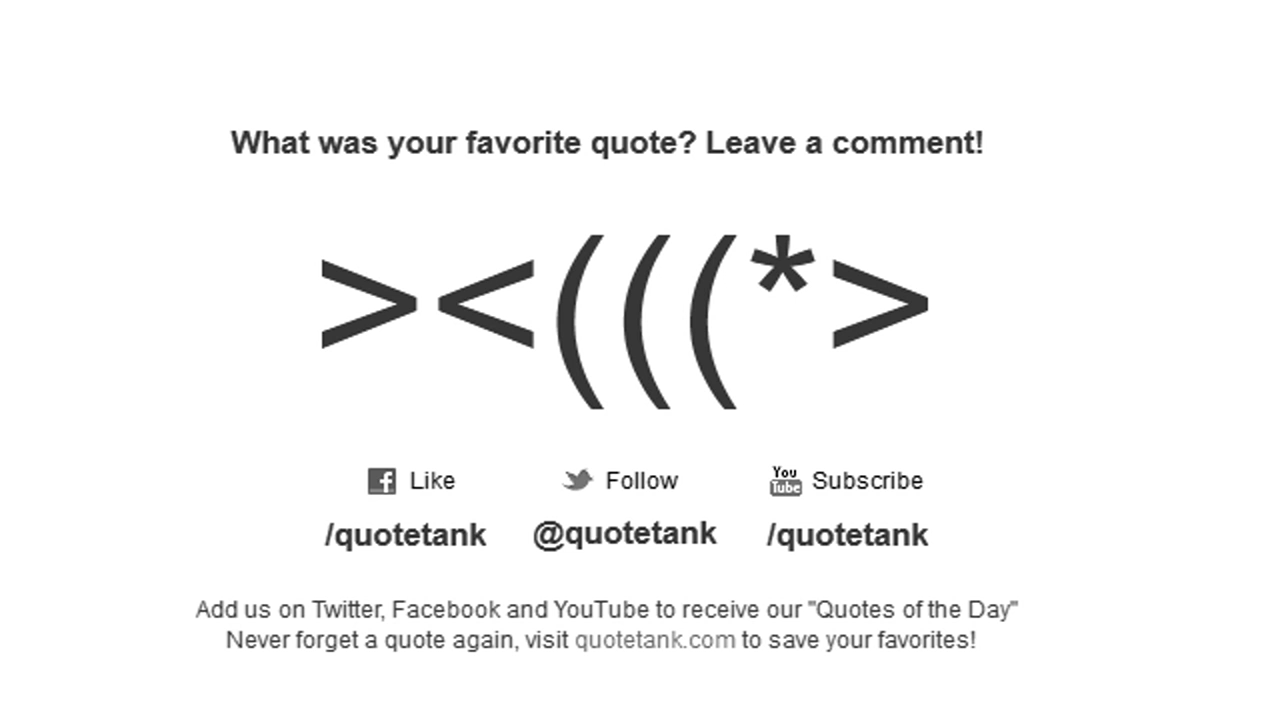 What was your favorite quote? Leave a comment!
><(((*>
f Like Follow You Tube Subscribe
/quotetank @quotetank /quotetank
Add us on Twitter, Facebook and YouTube to receive our "Quotes of the Day"
Never forget a quote again, visit quotetank.com to save your favorites!